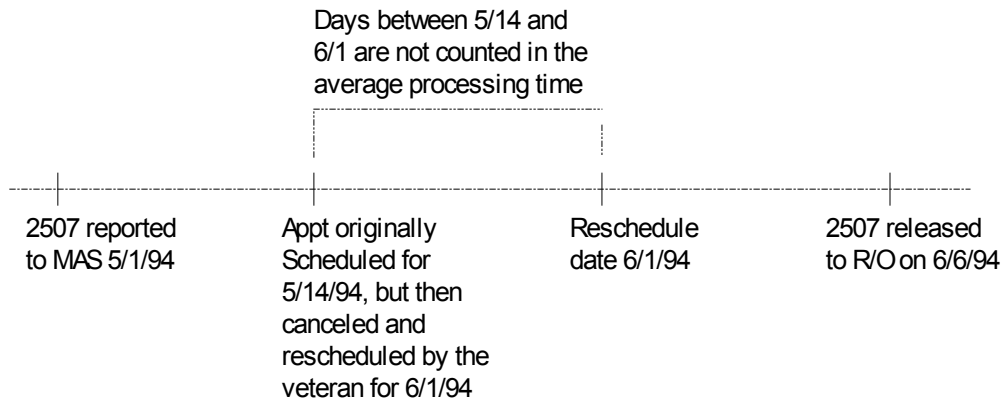 Days between 5/14 and
6/1 are not counted in the
average processing time
2507 reported
to MAS 5/1/94
Appt originally
Scheduled for
5/14/94, but then
canceled and
rescheduled by the
veteran for 6/1/94
Reschedule
date 6/1/94
2507 released
to R/O on 6/6/94